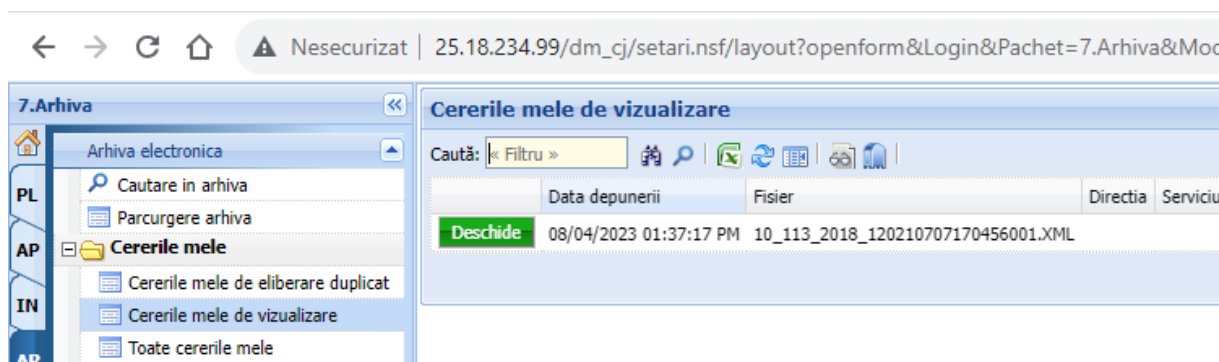 Nesecurizat | 25.18.234.99/dm_cj/setari.nsf/layout?openform&Login&Pachet=7.Arhiva&Moc
7.Arhiva
Arhiva electronica
Cautare in arhiva
Parcurgere arhiva
Cererile mele
Cererile mele de eliberare duplicat
Cererile mele de vizualizare
Toate cererile mele
PL
AP
IN
AR
Cererile mele de vizualizare
Caută: « Filtru »
Data depunerii Fisier Directia Serviciu
Deschide 08/04/2023 01:37:17 PM 10_113_2018_120210707170456001.XML